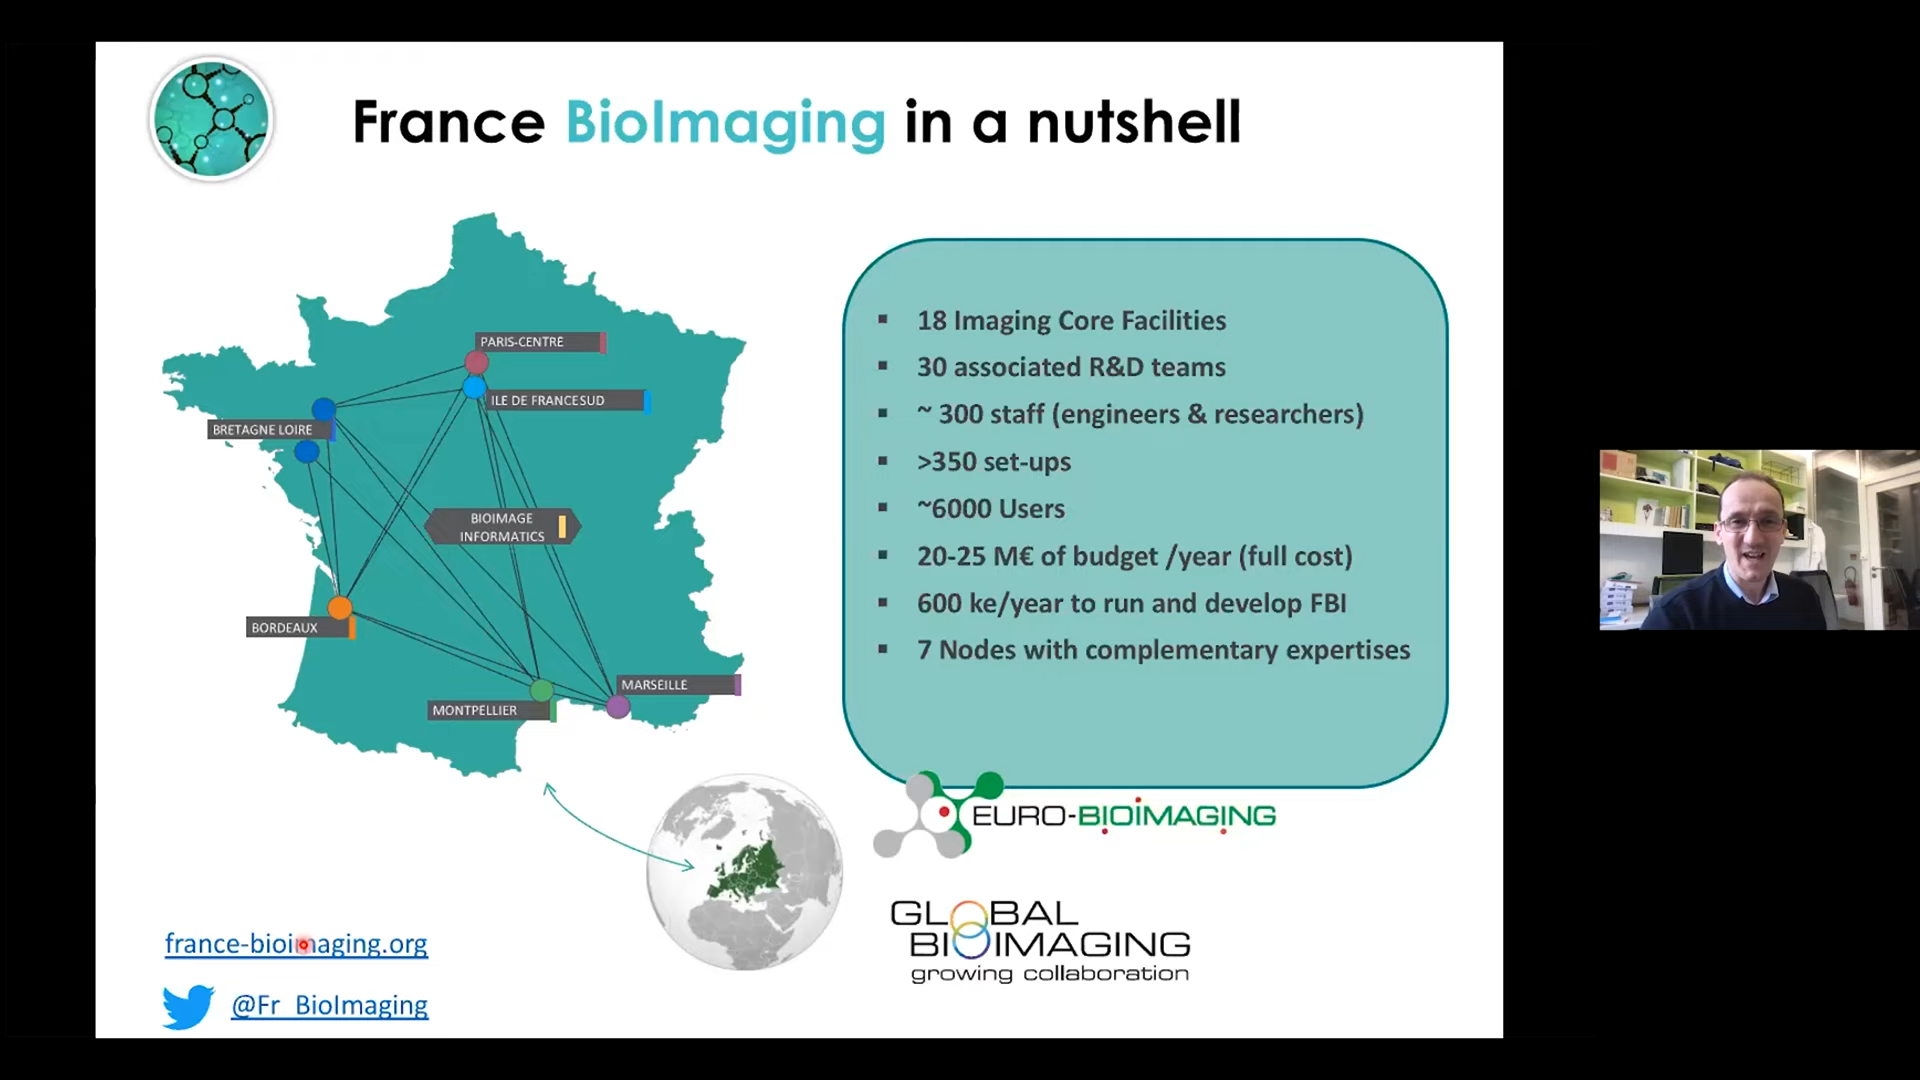 France BioImaging in a nutshell
PARIS-CENTRE
ILE DE FRANCE SUD
BRETAGNE LOIRE
BIOIMAGE
INFORMATICS
BORDEAUX
MARSEILLE
MONTPELLIER
18 Imaging Core Facilities
30 associated R&D teams
~ 300 staff (engineers & researchers)
>350 set-ups
~6000 Users
20-25 M€ of budget /year (full cost)
600 ke/year to run and develop FBI
7 Nodes with complementary expertises
EURO-BIOIMAGING
GLOBAL
BIOIMAGING
growing collaboration
france-bioimaging.org
@Fr_BioImaging